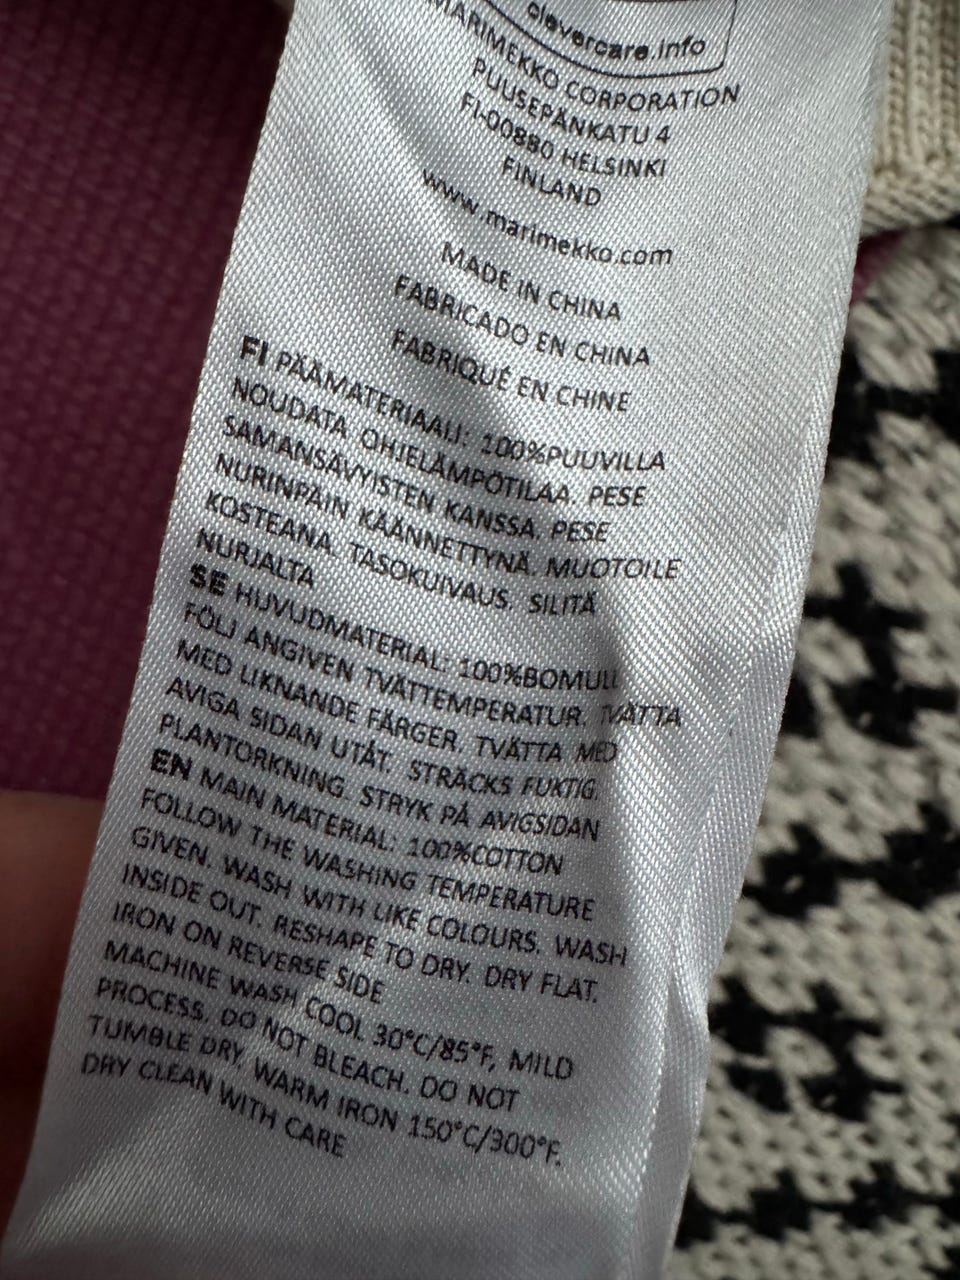 clevercare.info
MARIMEKKO CORPORATION
PUUSEPÄNKATU 4
FI-00880 HELSINKI
FINLAND
www.marimekko.com
MADE IN CHINA
FABRICADO EN CHINA
FABRIQUÉ EN CHINE
FI PÄÄMATERIAALI: 100%PUUVILLA
NOUDATA OHJELÄMPÖTILAA. PESE
SAMANSÄVYISTEN KANSSA. PESE
NURINPÄIN KÄÄNNETTYNÄ. MUOTOILE
KOSTEANA. TASOKUIVAUS. SILITÄ
NURJALTA
SE HUVUDMATERIAL: 100%BOMULL
FÖLJ ANGIVEN TVÄTTEMPERATUR. TVÄTTA
MED LIKNANDE FÄRGER. TVÄTTA MED
AVIGA SIDAN UTÅT. STRÄCKS FUKTIG.
PLANTORKNING. STRYK PÅ AVIGSIDAN
EN MAIN MATERIAL: 100%COTTON
FOLLOW THE WASHING TEMPERATURE
GIVEN. WASH WITH LIKE COLOURS. WASH
INSIDE OUT. RESHAPE TO DRY. DRY FLAT.
IRON ON REVERSE SIDE
MACHINE WASH COOL 30°C/85°F, MILD
PROCESS. DO NOT BLEACH. DO NOT
TUMBLE DRY. WARM IRON 150°C/300°F.
DRY CLEAN WITH CARE